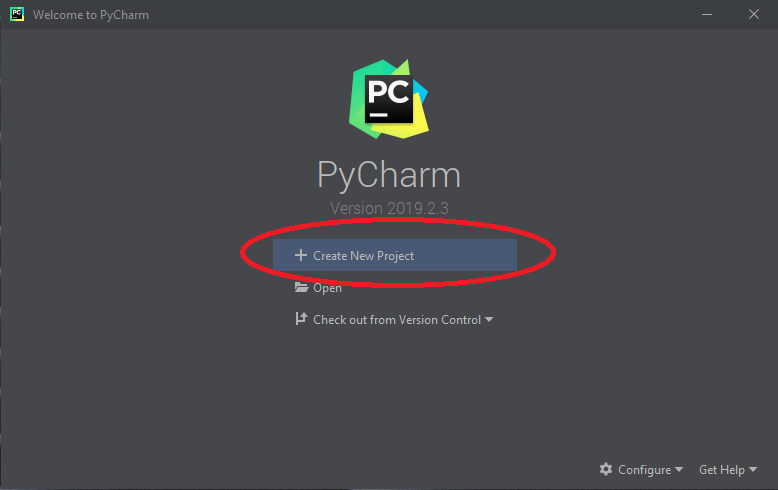 PC Welcome to PyCharm
PC
PyCharm
Version 2019.2.3
Create New Project
Open
Check out from Version Control
Configure Get Help